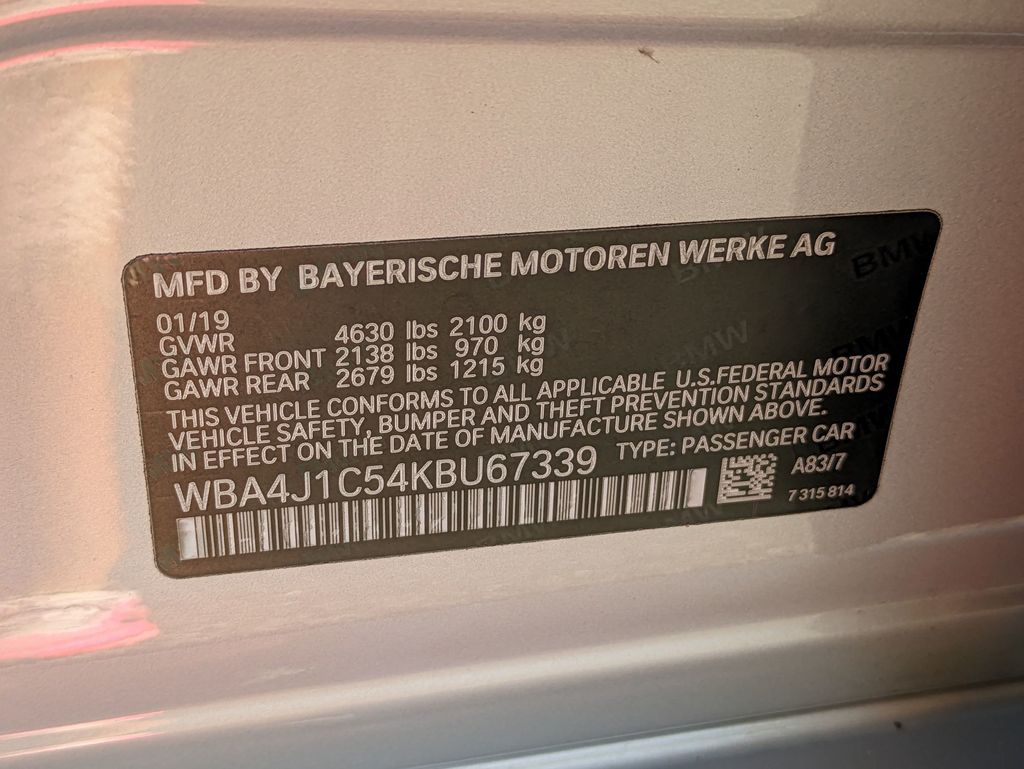 MFD BY BAYERISCHE MOTOREN WERKE AG
01/19
GVWR 4630 lbs 2100 kg
GAWR FRONT 2138 lbs 970 kg
GAWR REAR 2679 lbs 1215 kg
THIS VEHICLE CONFORMS TO ALL APPLICABLE U.S.FEDERAL MOTOR
VEHICLE SAFETY, BUMPER AND THEFT PREVENTION STANDARDS
IN EFFECT ON THE DATE OF MANUFACTURE SHOWN ABOVE.
WBA4J1C54KBU67339 TYPE: PASSENGER CAR
A83/7
7 315 814
BMW
BMW